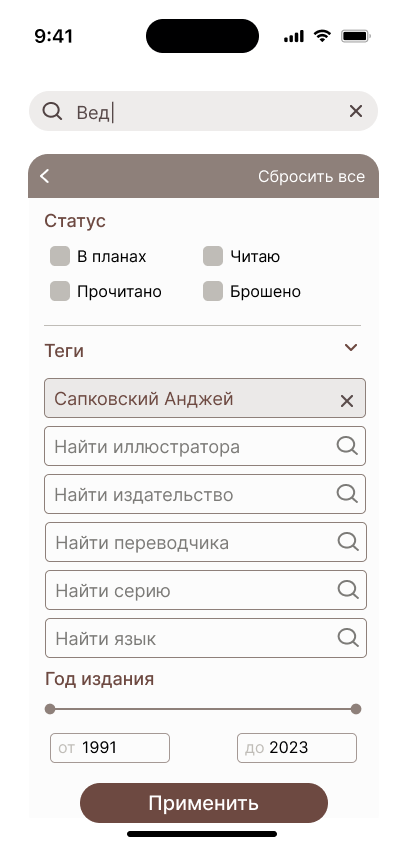 9:41
Вед
Сбросить все
Статус
В планах Читаю
Прочитано Брошено
Теги
Сапковский Анджей
Найти иллюстратора
Найти издательство
Найти переводчика
Найти серию
Найти язык
Год издания
от 1991 до 2023
Применить